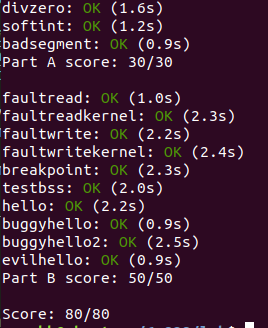 divzero: OK (1.6s)
softint: OK (1.2s)
badsegment: OK (0.9s)
Part A score: 30/30
faultread: OK (1.0s)
faultreadkernel: OK (2.3s)
faultwrite: OK (2.2s)
faultwritekernel: OK (2.4s)
breakpoint: OK (2.3s)
testbss: OK (2.0s)
hello: OK (2.2s)
buggyhello: OK (0.9s)
buggyhello2: OK (2.5s)
evilhello: OK (0.9s)
Part B score: 50/50
Score: 80/80